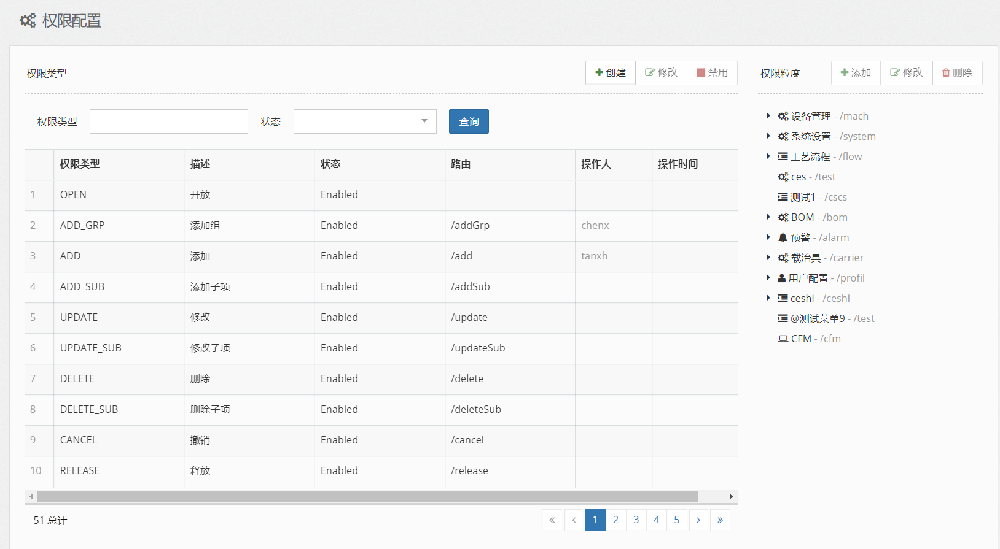 权限配置
权限类型
创建 修改 禁用
权限类型 状态 查询
权限类型 描述 状态 路由 操作人 操作时间
1 OPEN 开放 Enabled
2 ADD_GRP 添加组 Enabled /addGrp chenx
3 ADD 添加 Enabled /add tanxh
4 ADD_SUB 添加子项 Enabled /addSub
5 UPDATE 修改 Enabled /update
6 UPDATE_SUB 修改子项 Enabled /updateSub
7 DELETE 删除 Enabled /delete
8 DELETE_SUB 删除子项 Enabled /deleteSub
9 CANCEL 撤销 Enabled /cancel
10 RELEASE 释放 Enabled /release
51 总计
« ‹ 1 2 3 4 5 › »
权限粒度
添加 修改 删除
设备管理 - /mach
系统设置 - /system
工艺流程 - /flow
ces - /test
测试1 - /cscs
BOM - /bom
预警 - /alarm
载治具 - /carrier
用户配置 - /profil
ceshi - /ceshi
@测试菜单9 - /test
CFM - /cfm